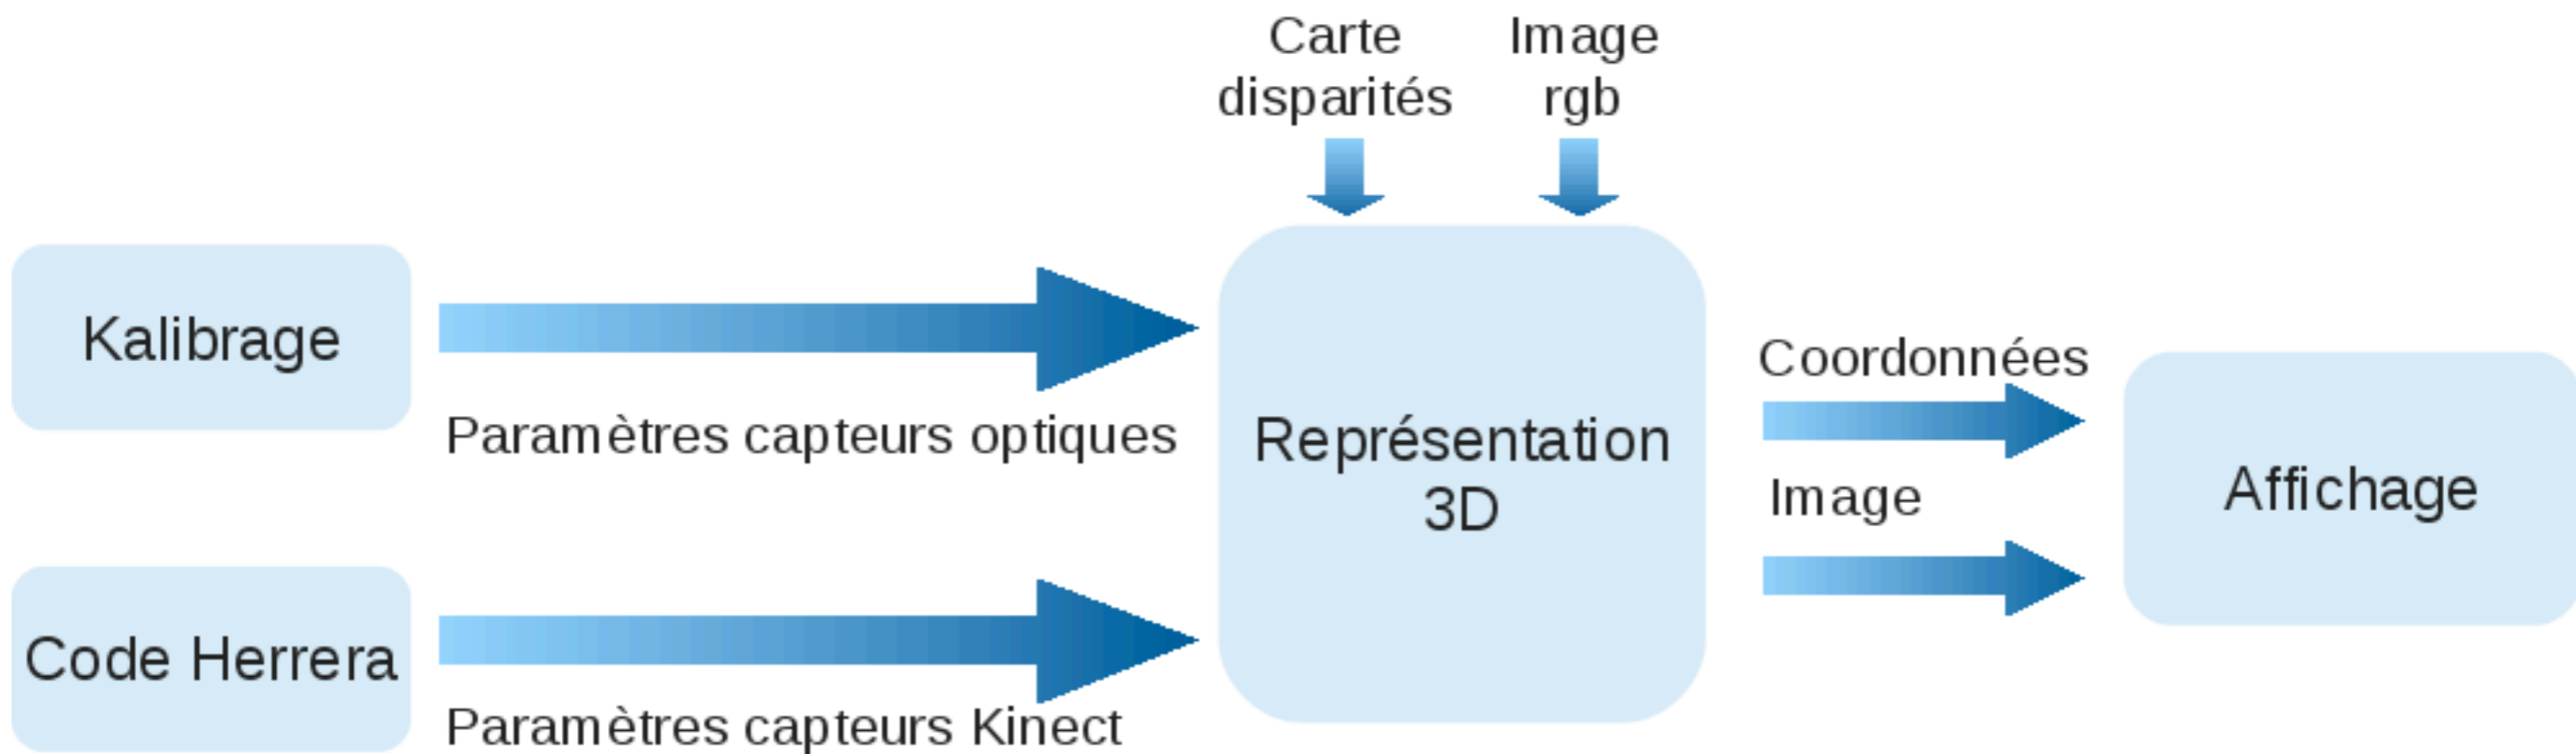 Carte
disparités
Image
rgb
Kalibrage
Paramètres capteurs optiques
Code Herrera
Paramètres capteurs Kinect
Représentation
3D
Coordonnées
Image
Affichage